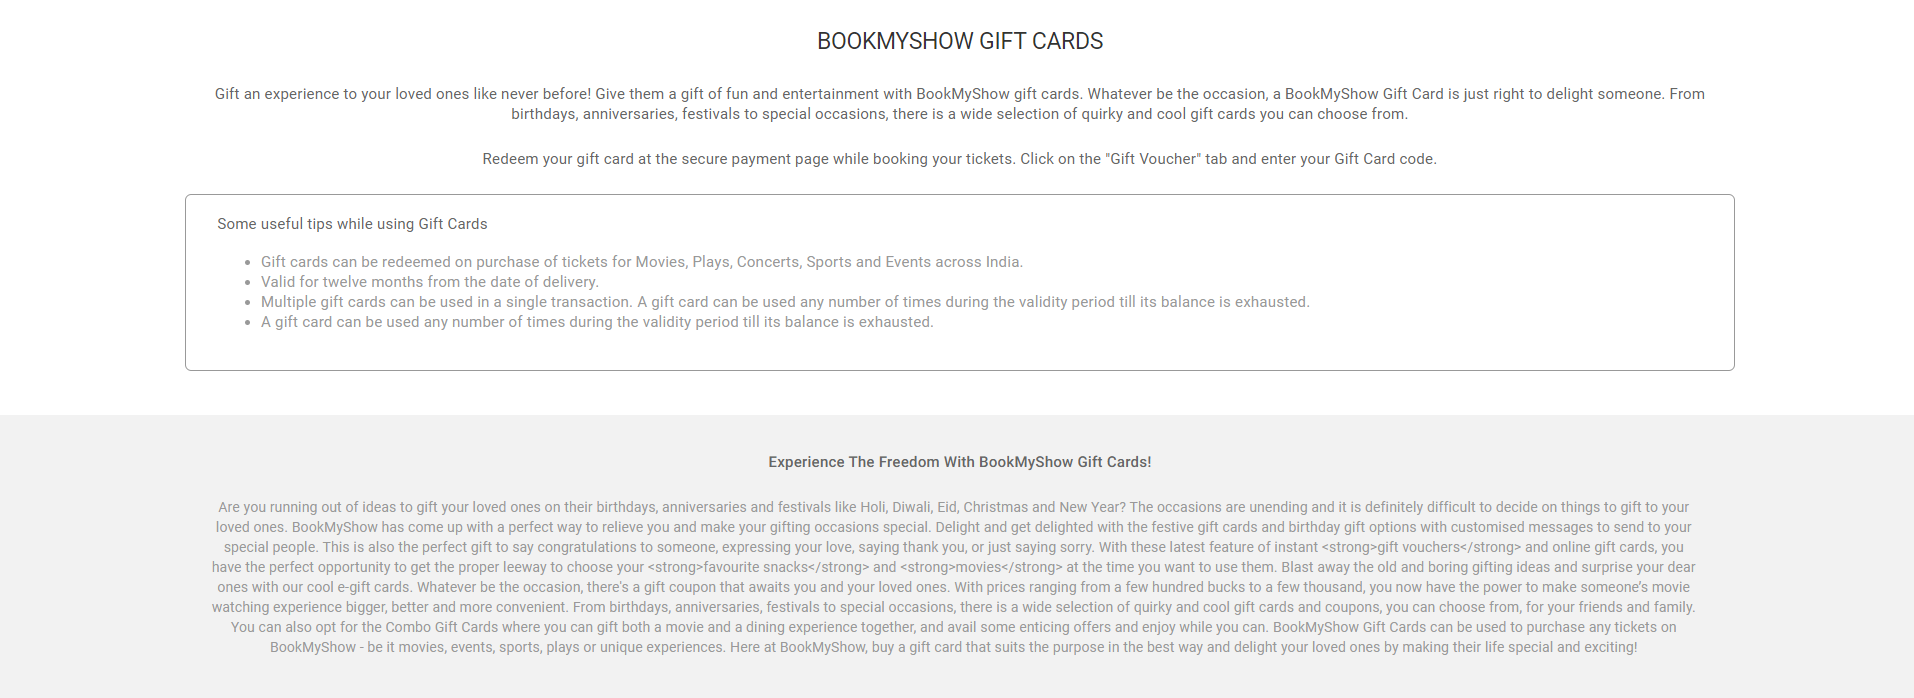 BOOKMYSHOW GIFT CARDS
Gift an experience to your loved ones like never before! Give them a gift of fun and entertainment with BookMyShow gift cards. Whatever be the occasion, a BookMyShow Gift Card is just right to delight someone. From
birthdays, anniversaries, festivals to special occasions, there is a wide selection of quirky and cool gift cards you can choose from.
Redeem your gift card at the secure payment page while booking your tickets. Click on the "Gift Voucher" tab and enter your Gift Card code.
Some useful tips while using Gift Cards
• Gift cards can be redeemed on purchase of tickets for Movies, Plays, Concerts, Sports and Events across India.
• Valid for twelve months from the date of delivery.
• Multiple gift cards can be used in a single transaction. A gift card can be used any number of times during the validity period till its balance is exhausted.
• A gift card can be used any number of times during the validity period till its balance is exhausted.
Experience The Freedom With BookMyShow Gift Cards!
Are you running out of ideas to gift your loved ones on their birthdays, anniversaries and festivals like Holi, Diwali, Eid, Christmas and New Year? The occasions are unending and it is definitely difficult to decide on things to gift to your
loved ones. BookMyShow has come up with a perfect way to relieve you and make your gifting occasions special. Delight and get delighted with the festive gift cards and birthday gift options with customised messages to send to your
special people. This is also the perfect gift to say congratulations to someone, expressing your love, saying thank you, or just saying sorry. With these latest feature of instant <strong>gift vouchers</strong> and online gift cards, you
have the perfect opportunity to get the proper leeway to choose your <strong>favourite snacks</strong> and <strong>movies</strong> at the time you want to use them. Blast away the old and boring gifting ideas and surprise your dear
ones with our cool e-gift cards. Whatever be the occasion, there's a gift coupon that awaits you and your loved ones. With prices ranging from a few hundred bucks to a few thousand, you now have the power to make someone’s movie
watching experience bigger, better and more convenient. From birthdays, anniversaries, festivals to special occasions, there is a wide selection of quirky and cool gift cards and coupons, you can choose from, for your friends and family.
You can also opt for the Combo Gift Cards where you can gift both a movie and a dining experience together, and avail some enticing offers and enjoy while you can. BookMyShow Gift Cards can be used to purchase any tickets on
BookMyShow - be it movies, events, sports, plays or unique experiences. Here at BookMyShow, buy a gift card that suits the purpose in the best way and delight your loved ones by making their life special and exciting!